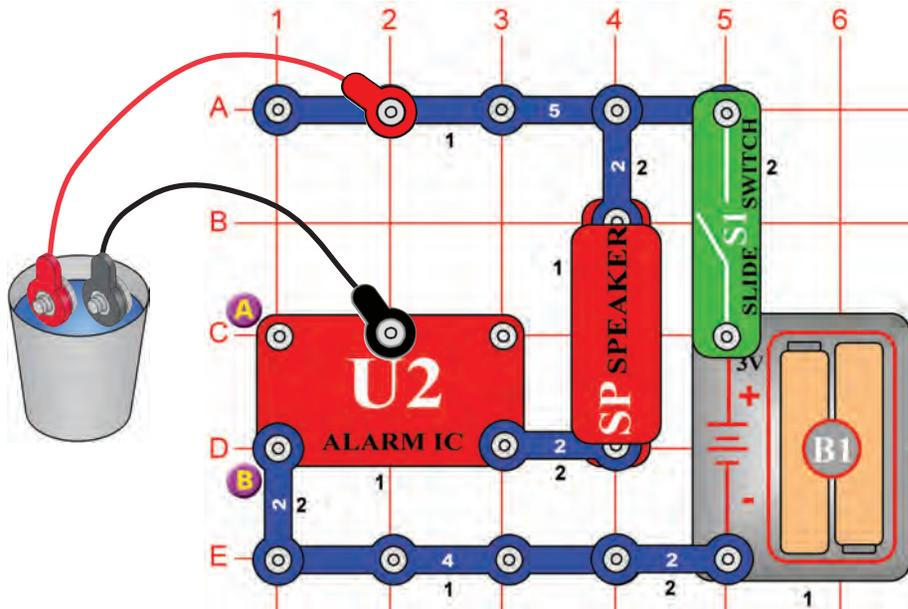 1 2 3 4 5 6
A 5
1 2 2
SLIDE S1 SWITCH
B
1
SP SPEAKER
A
C
U2
ALARM IC
3V
+
B1
-
D 2
B 1 2
2 2
E 4 2
1 2 1